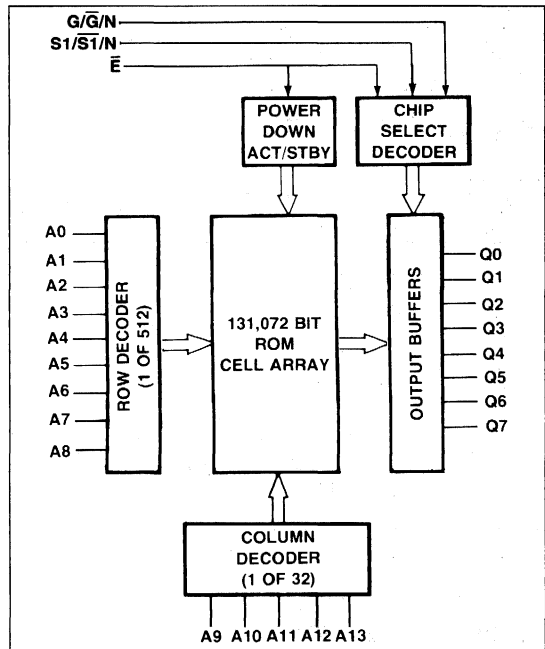 G/G̅/N
S1/S̅1̅/N
E̅
POWER
DOWN
ACT/STBY
CHIP
SELECT
DECODER
A0
A1
A2
A3
A4
A5
A6
A7
A8
ROW DECODER
(1 OF 512)
131,072 BIT
ROM
CELL ARRAY
OUTPUT BUFFERS
Q0
Q1
Q2
Q3
Q4
Q5
Q6
Q7
COLUMN
DECODER
(1 OF 32)
A9 A10 A11 A12 A13